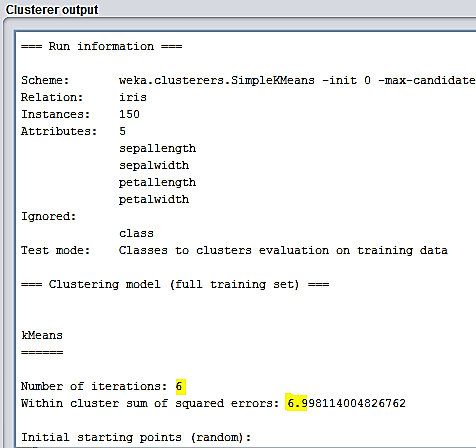 Clusterer output
=== Run information ===
Scheme: weka.clusterers.SimpleKMeans -init 0 -max-candidate
Relation: iris
Instances: 150
Attributes: 5
sepallength
sepalwidth
petallength
petalwidth
Ignored:
class
Test mode: Classes to clusters evaluation on training data
=== Clustering model (full training set) ===
kMeans
======
Number of iterations: 6
Within cluster sum of squared errors: 6.998114004826762
Initial starting points (random):